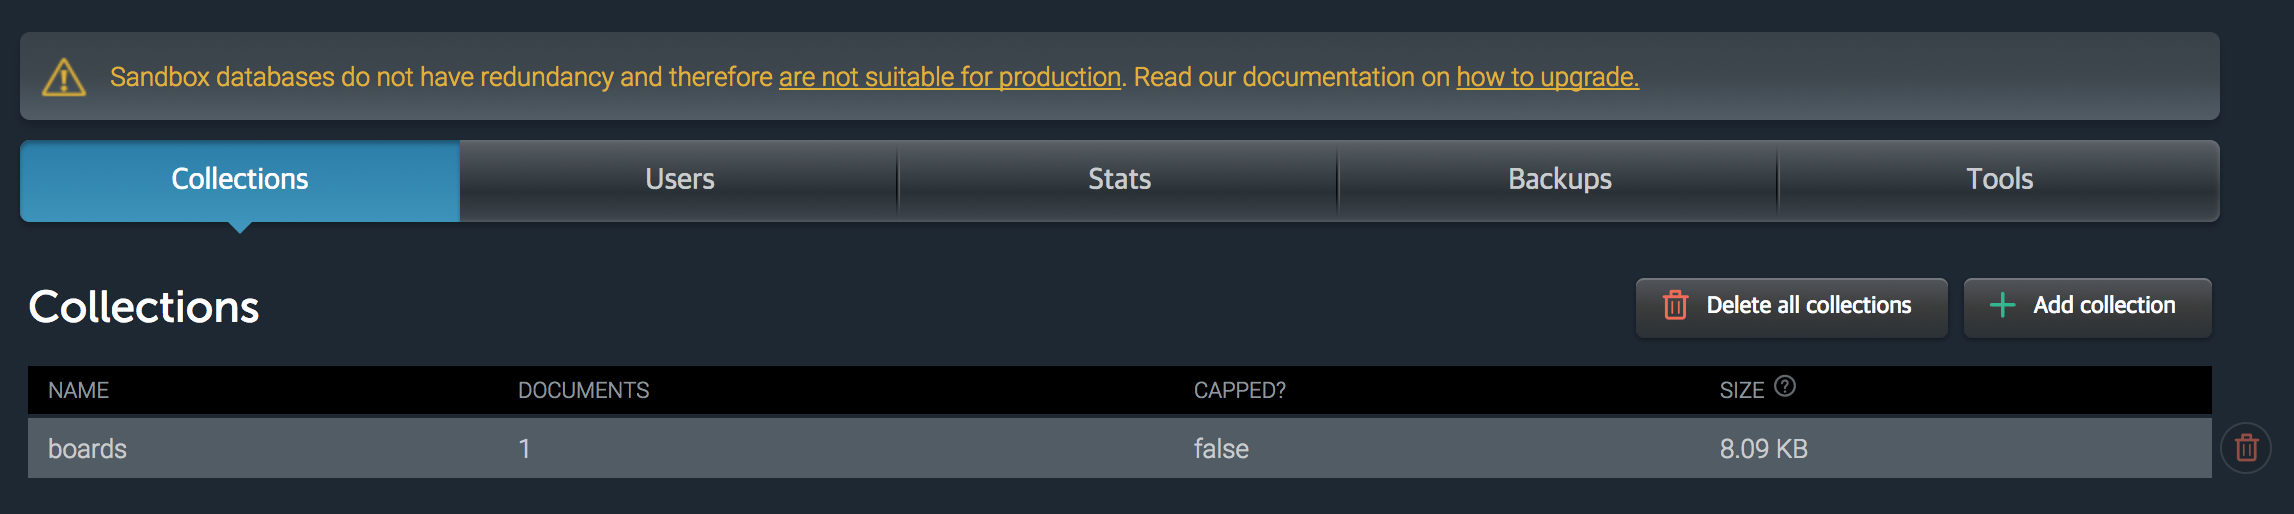 Sandbox databases do not have redundancy and therefore are not suitable for production. Read our documentation on how to upgrade.
Collections Users Stats Backups Tools
Collections Delete all collections Add collection
NAME DOCUMENTS CAPPED? SIZE ?
boards 1 false 8.09 KB